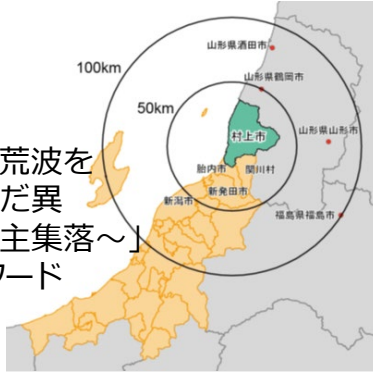 山形県酒田市
100km
山形県鶴岡市
50km
村上市
山形県山形市
荒波を
胎内市
関川村
だ異
新発田市
新潟市
主集落~」
福島県福島市
ワード